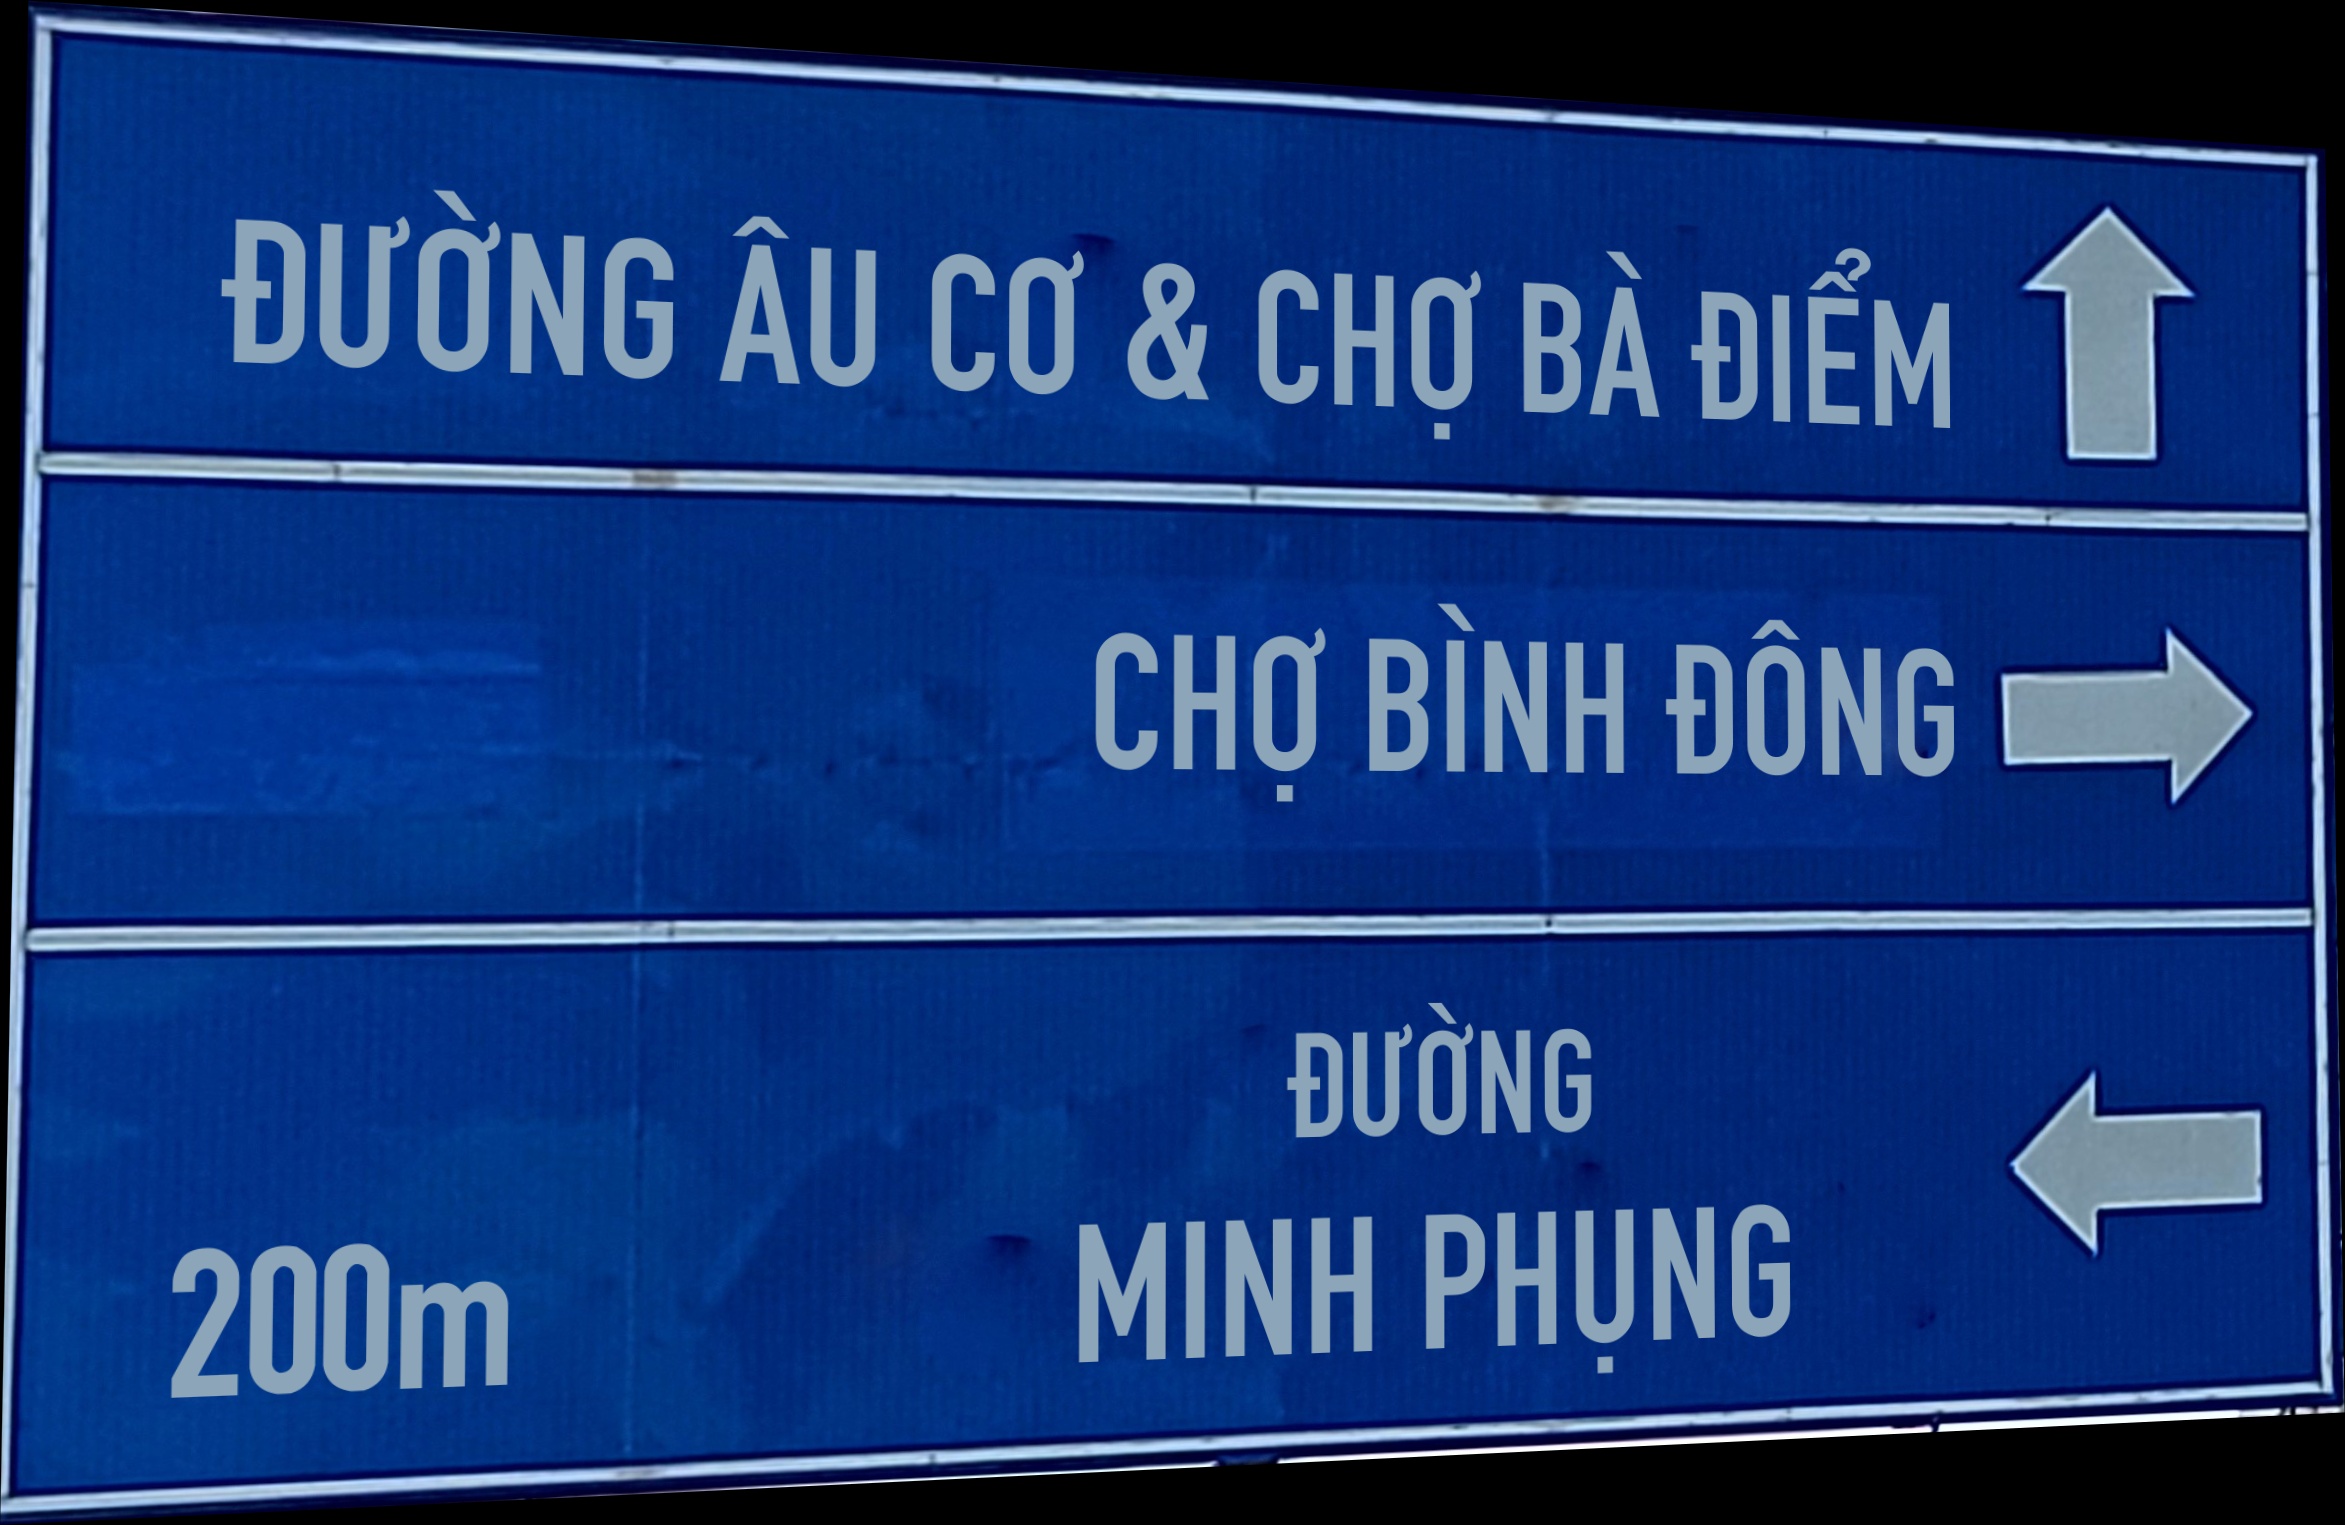 ĐƯỜNG ÂU CƠ & CHỢ BÀ ĐIỂM
CHỢ BÌNH ĐÔNG
ĐƯỜNG
MINH PHỤNG
200m